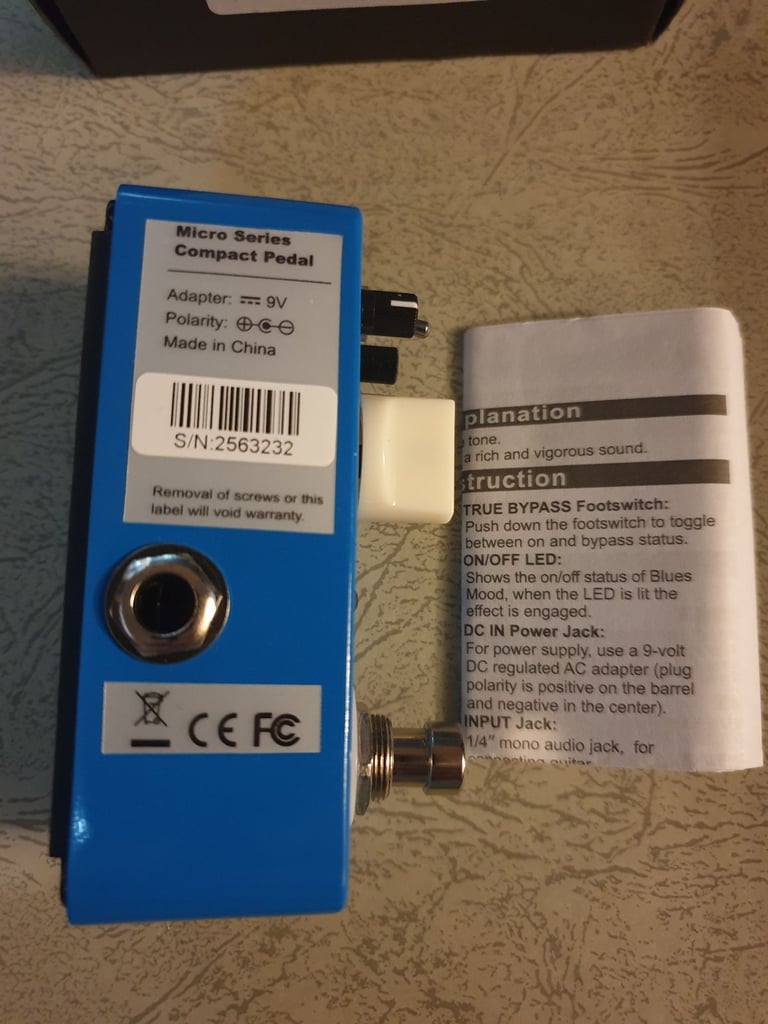 Micro Series
Compact Pedal
Adapter: ⎓ 9V
Polarity:
Made in China
S/N:2563232
Removal of screws or this
label will void warranty.
CE FC
planation
tone.
a rich and vigorous sound.
struction
TRUE BYPASS Footswitch:
Push down the footswitch to toggle
between on and bypass status.
ON/OFF LED:
Shows the on/off status of Blues
Mood, when the LED is lit the
effect is engaged.
DC IN Power Jack:
For power supply, use a 9-volt
DC regulated AC adapter (plug
polarity is positive on the barrel
and negative in the center).
INPUT Jack:
1/4" mono audio jack, for
connecting guitar